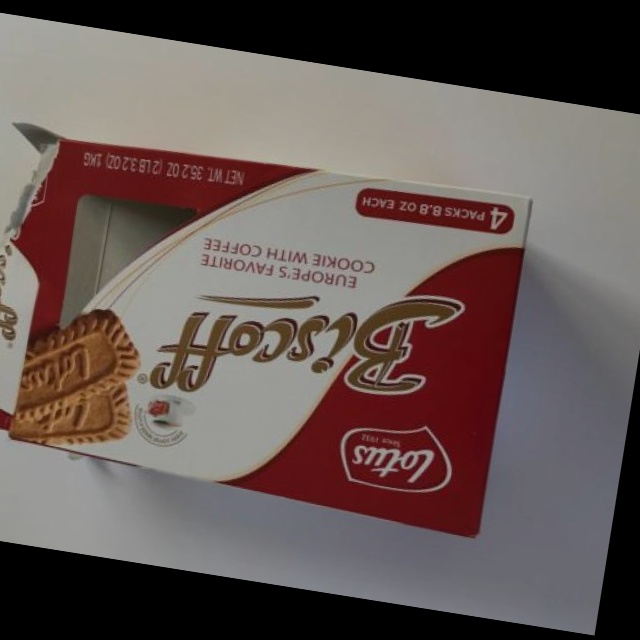 Lotus
Since 1932
Biscoff®
EUROPE'S FAVORITE
COOKIE WITH COFFEE
4 PACKS 8.8 OZ EACH
NET WT. 35.2 OZ (2 LB 3.2 OZ) 1KG